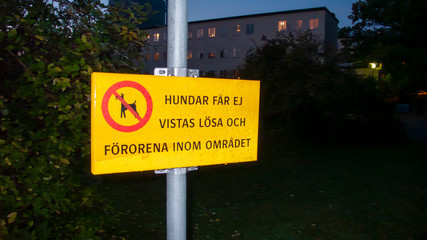 HUNDAR FÅR EJ
VISTAS LÖSA OCH
FÖRORENA INOM OMRÅDET